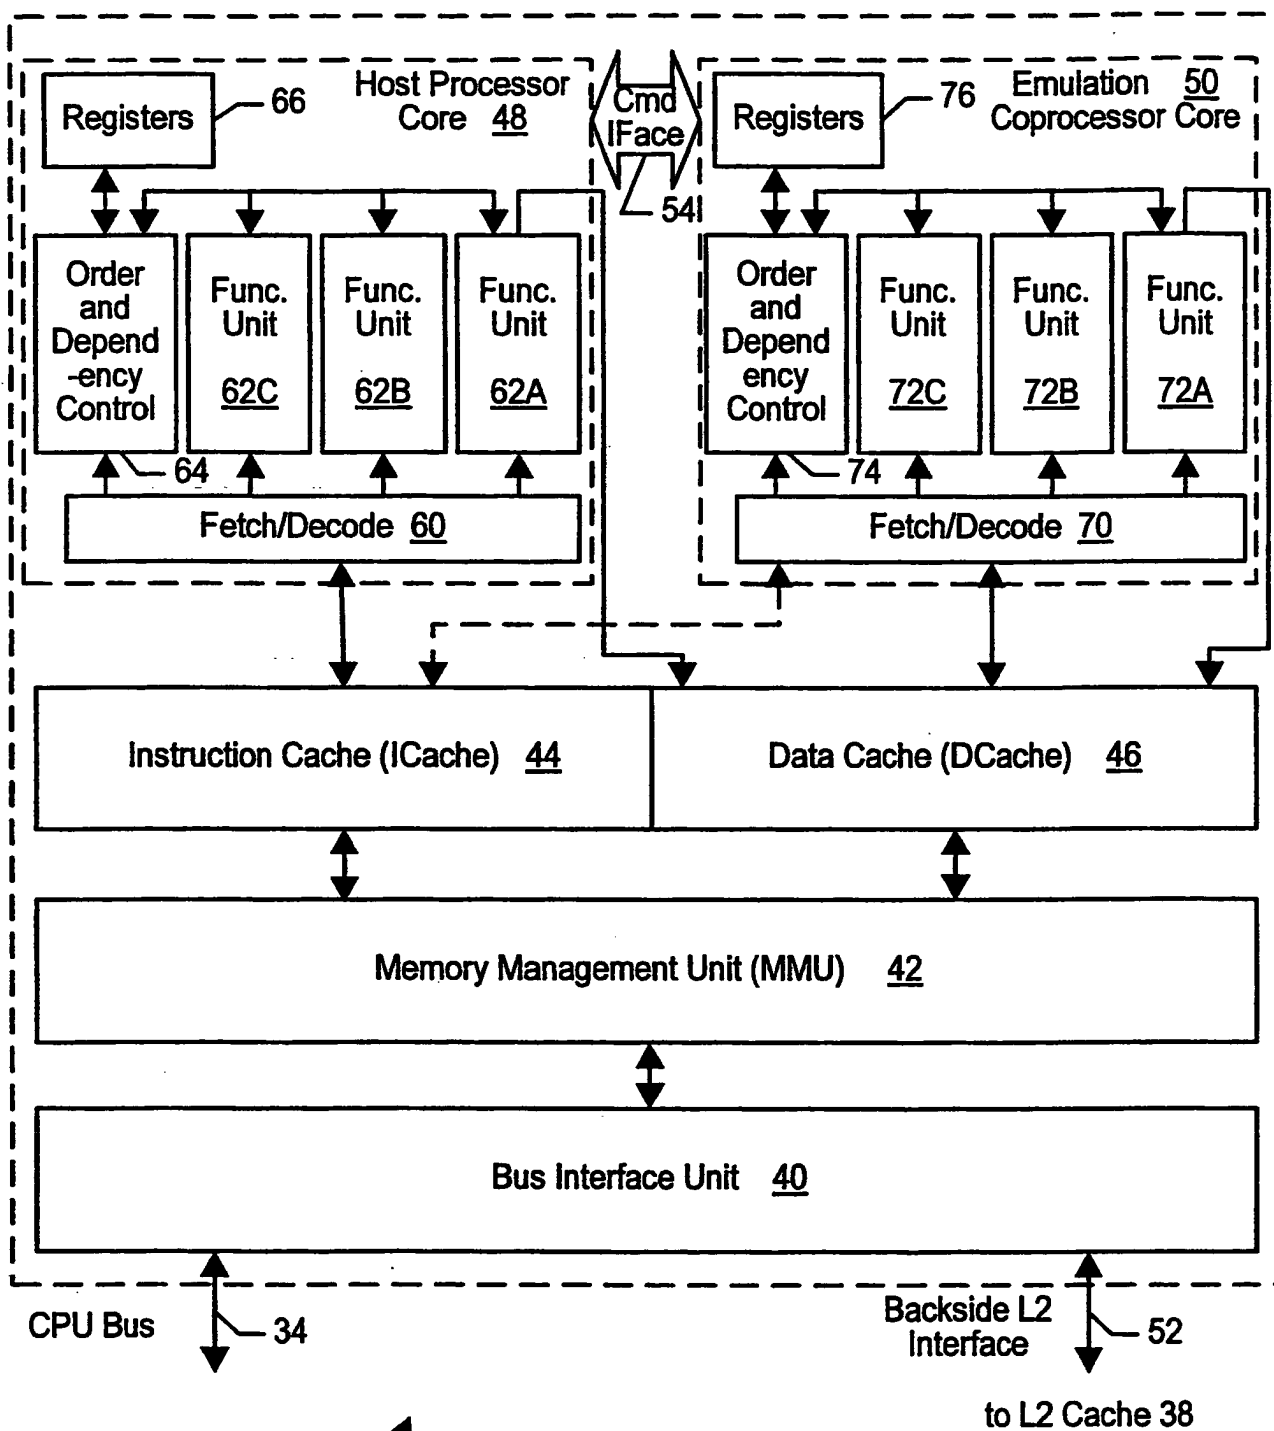 Registers
66
Host Processor
Core 48
Cmd
IFace
54
Registers
76
Emulation 50
Coprocessor Core
Order
and
Depend
-ency
Control
64
Func.
Unit
62C
Func.
Unit
62B
Func.
Unit
62A
Order
and
Depend
ency
Control
74
Func.
Unit
72C
Func.
Unit
72B
Func.
Unit
72A
Fetch/Decode 60
Fetch/Decode 70
Instruction Cache (ICache) 44
Data Cache (DCache) 46
Memory Management Unit (MMU) 42
Bus Interface Unit 40
CPU Bus
34
Backside L2
Interface
52
to L2 Cache 38